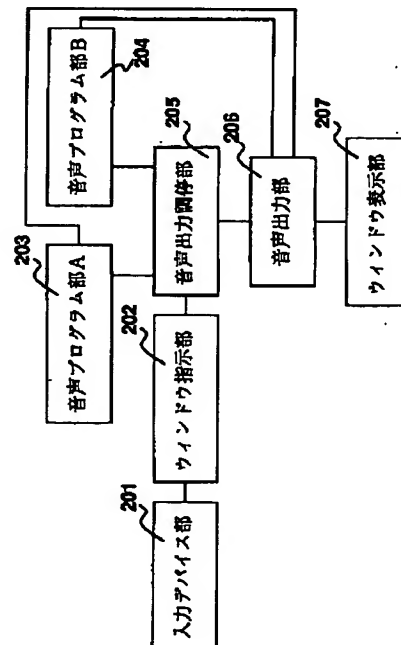 201
入力デバイス部
202
ウィンドウ指示部
203
音声プログラム部A
204
音声プログラム部B
205
音声出力調停部
206
音声出力部
207
ウィンドウ表示部